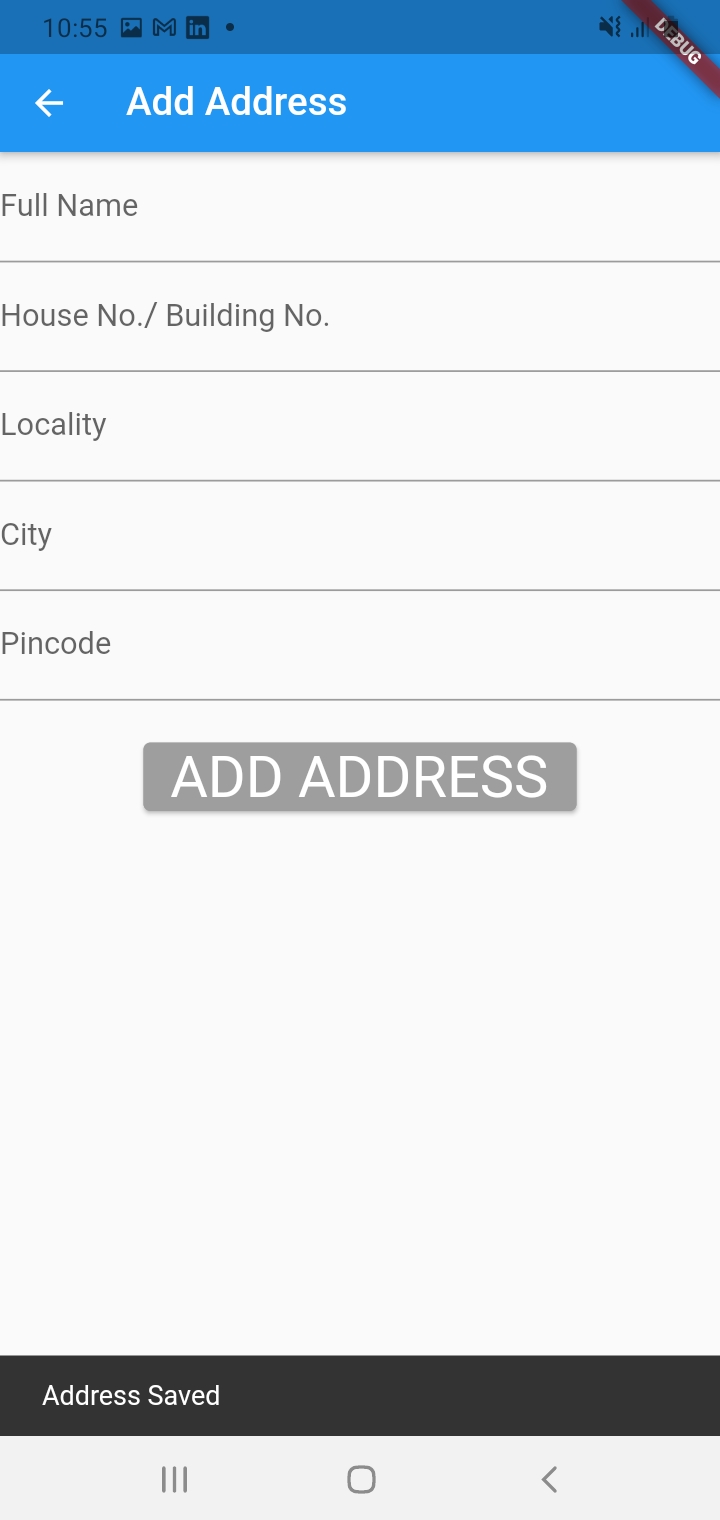 10:55
DEBUG
Add Address
Full Name
House No./ Building No.
Locality
City
Pincode
ADD ADDRESS
Address Saved